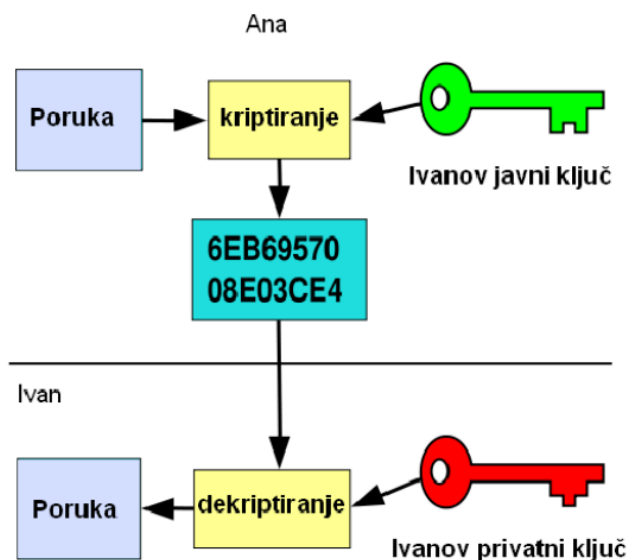 Ana
Poruka
kriptiranje
Ivanov javni ključ
6EB69570
08E03CE4
Ivan
Poruka
dekriptiranje
Ivanov privatni ključ